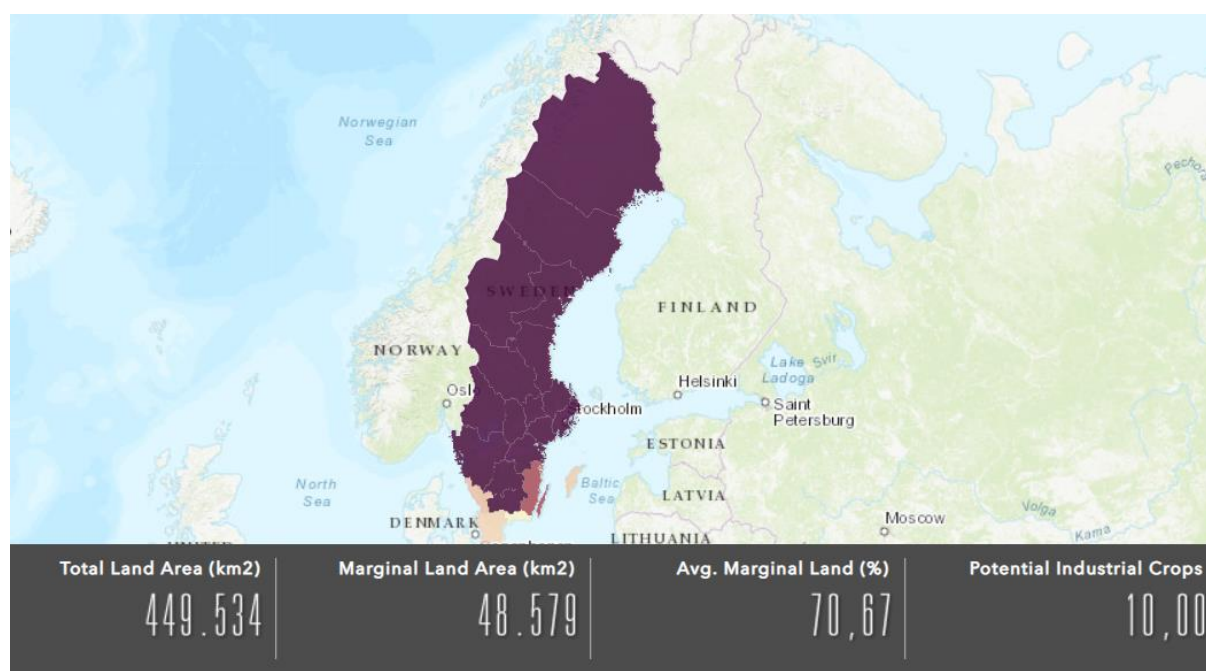 Norwegian
Sea
Pechora
SWEDEN
FINLAND
NORWAY
Lake Svir
Ladoga
Oslo
Helsinki
Stockholm
Saint
Petersburg
ESTONIA
North
Sea
Baltic
Sea
LATVIA
Volga
DENMARK
Moscow
Kama
LITHUANIA
Total Land Area (km2)
Marginal Land Area (km2)
Avg. Marginal Land (%)
Potential Industrial Crops
449.534
48.579
70,67
10,00